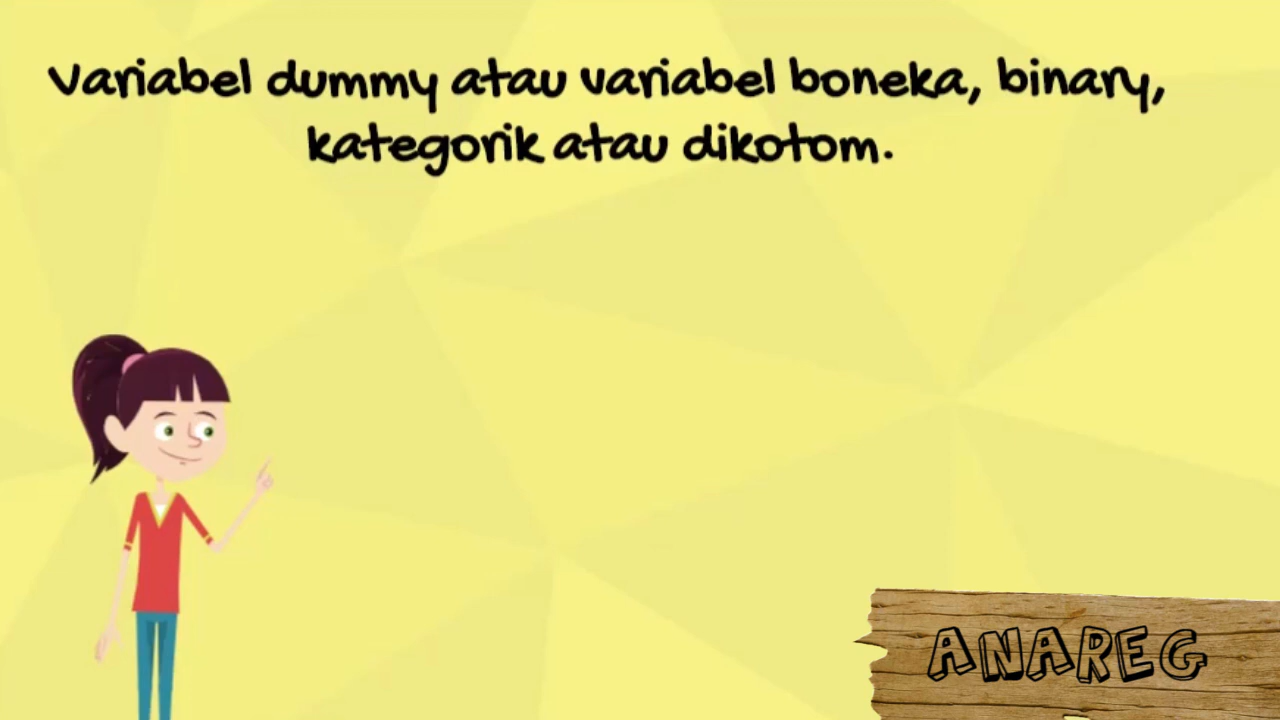 Variabel dummy atau variabel boneka, binary,
kategorik atau dikotom.
ANAREG